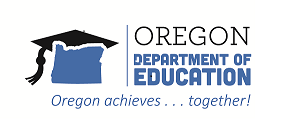 OREGON
DEPARTMENT OF
EDUCATION
Oregon achieves . . . together!